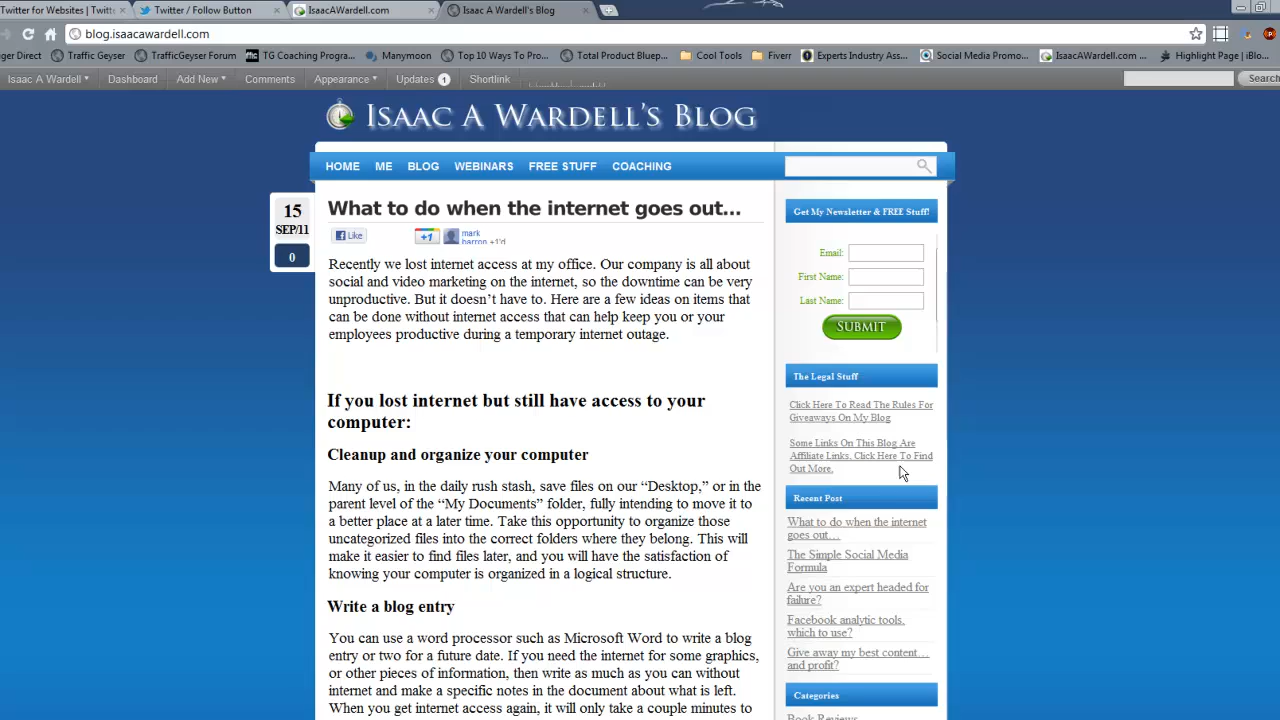 Twitter for Websites | Twitt
Twitter / Follow Button
IsaacAWardell.com
Isaac A Wardell's Blog
blog.isaacawardell.com
ger Direct
Traffic Geyser
TrafficGeyser Forum
TG Coaching Progra...
Manymoon
Top 10 Ways To Pro...
Total Product Bluep...
Cool Tools
Fiverr
Experts Industry Ass...
Social Media Promo...
IsaacAWardell.com ...
Highlight Page | iBlo...
Isaac A Wardell
Dashboard
Add New
Comments
Appearance
Updates 1
Shortlink
Search
Isaac A Wardell's Blog
HOME
ME
BLOG
WEBINARS
FREE STUFF
COACHING
15
SEP/11
0
What to do when the internet goes out...
Like
+1
mark
barron +1'd
Recently we lost internet access at my office. Our company is all about
social and video marketing on the internet, so the downtime can be very
unproductive. But it doesn't have to. Here are a few ideas on items that
can be done without internet access that can help keep you or your
employees productive during a temporary internet outage.
If you lost internet but still have access to your
computer:
Cleanup and organize your computer
Many of us, in the daily rush stash, save files on our “Desktop,” or in the
parent level of the “My Documents” folder, fully intending to move it to
a better place at a later time. Take this opportunity to organize those
uncategorized files into the correct folders where they belong. This will
make it easier to find files later, and you will have the satisfaction of
knowing your computer is organized in a logical structure.
Write a blog entry
You can use a word processor such as Microsoft Word to write a blog
entry or two for a future date. If you need the internet for some graphics,
or other pieces of information, then write as much as you can without
internet and make a specific notes in the document about what is left.
When you get internet access again, it will only take a couple minutes to
Get My Newsletter & FREE Stuff!
Email:
First Name:
Last Name:
SUBMIT
The Legal Stuff
Click Here To Read The Rules For
Giveaways On My Blog
Some Links On This Blog Are
Affiliate Links. Click Here To Find
Out More.
Recent Post
What to do when the internet
goes out…
The Simple Social Media
Formula
Are you an expert headed for
failure?
Facebook analytic tools,
which to use?
Give away my best content…
and profit?
Categories
Book Reviews